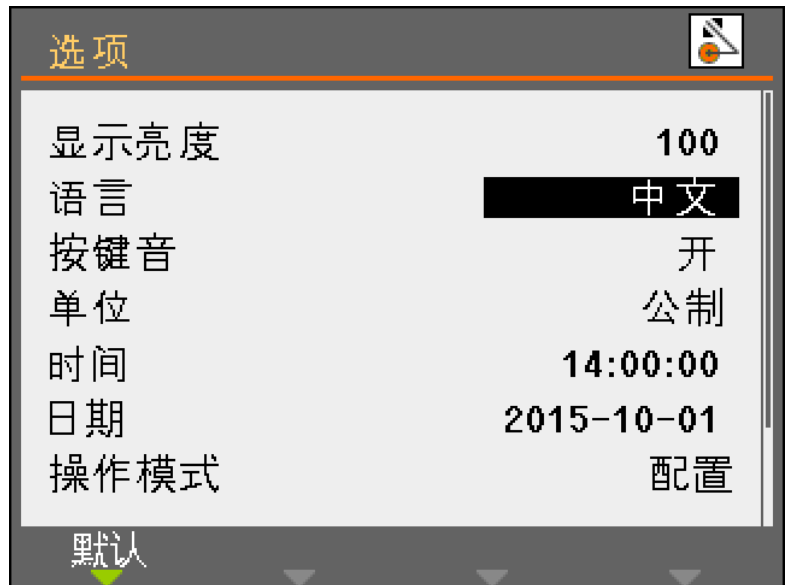 选项
显示亮度 100
语言 中文
按键音 开
单位 公制
时间 14:00:00
日期 2015-10-01
操作模式 配置
默认